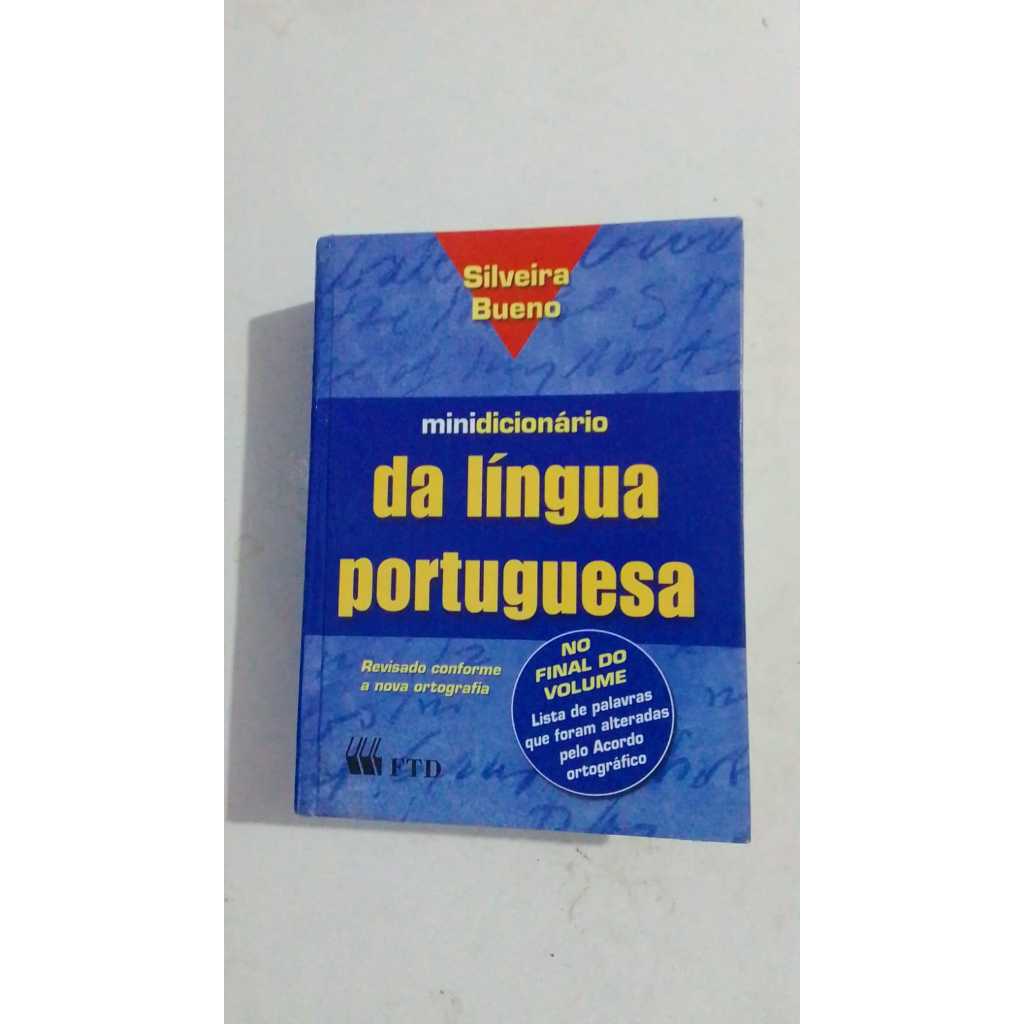 Silveira
Bueno
minidicionário
da língua
portuguesa
Revisado conforme
a nova ortografia
NO
FINAL DO
VOLUME
Lista de palavras
que foram alteradas
pelo Acordo
ortográfico
FTD